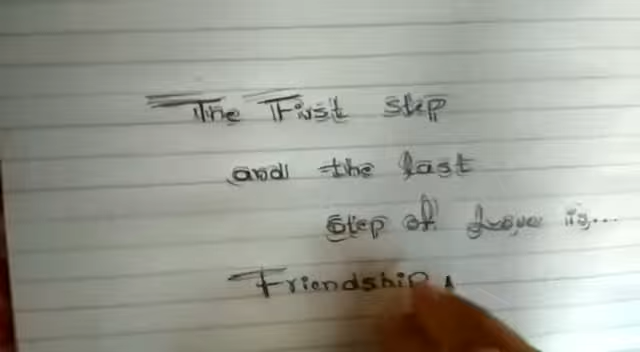 The First step
and the last
step of love is...
Friendship